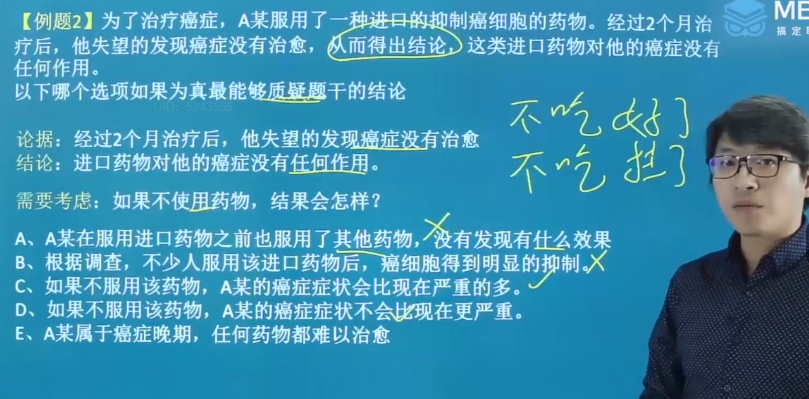 【例题2】为了治疗癌症，A某服用了一种进口的抑制癌细胞的药物。经过2个月治
疗后，他失望的发现癌症没有治愈，从而得出结论，这类进口药物对他的癌症没有
任何作用。
以下哪个选项如果为真最能够质疑题干的结论
论据：经过2个月治疗后，他失望的发现癌症没有治愈
结论：进口药物对他的癌症没有任何作用。
需要考虑：如果不使用药物，结果会怎样？
A、A某在服用进口药物之前也服用了其他药物，没有发现有什么效果
B、根据调查，不少人服用该进口药物后，癌细胞得到明显的抑制。
C、如果不服用该药物，A某的癌症症状会比现在严重的多。
D、如果不服用该药物，A某的癌症症状不会比现在更严重。
E、A某属于癌症晚期，任何药物都难以治愈
不吃 好了
不吃 挂了
ME